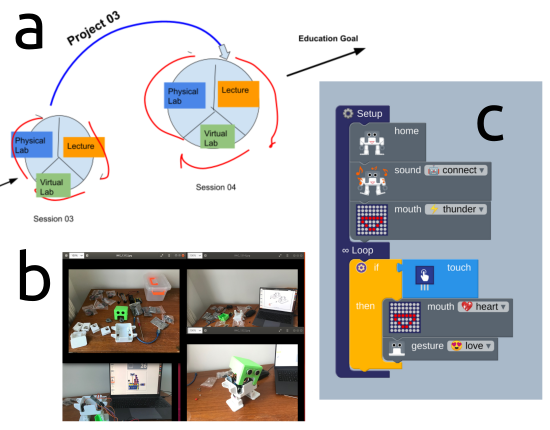 a
Project 03
Education Goal
Physical
Lab
Lecture
Virtual
Lab
Session 04
Physical
Lab
Lecture
Virtual
Lab
Session 03
b
c
Setup
home
sound connect
mouth thunder
Loop
if touch
then mouth heart
gesture love